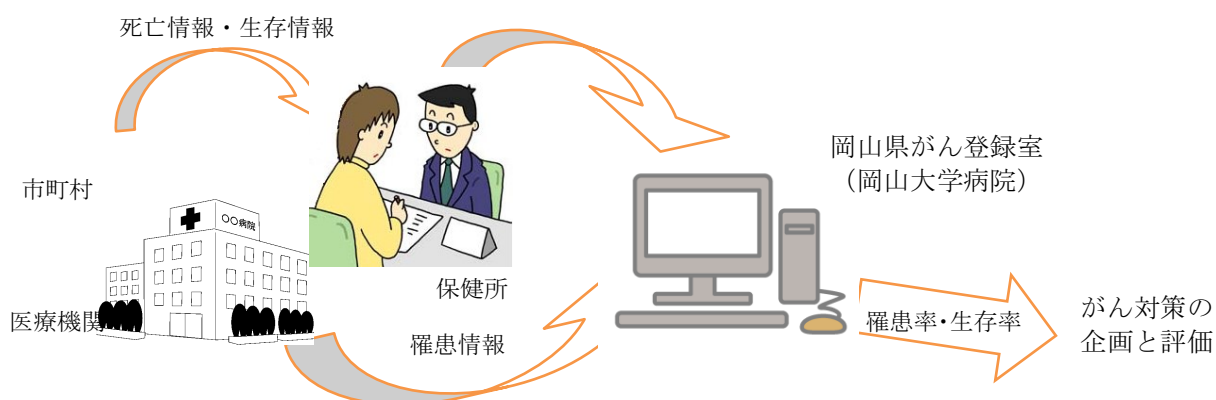 死亡情報・生存情報
岡山県がん登録室
（岡山大学病院）
市町村
○○病院
保健所
医療機関
罹患情報
罹患率・生存率
がん対策の
企画と評価